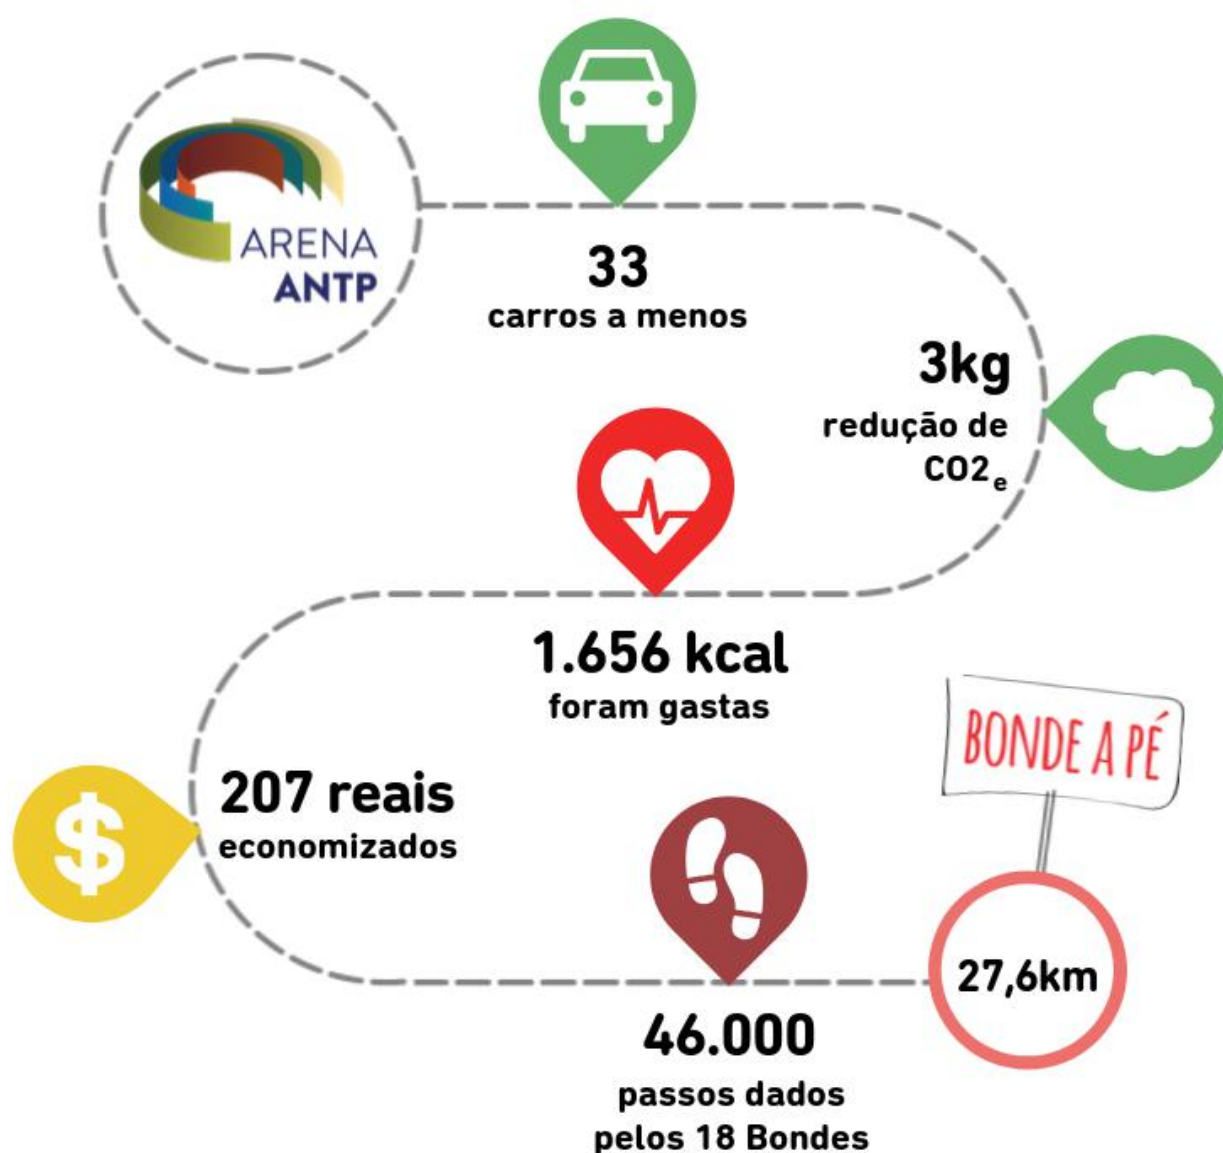 ARENA
ANTP
33
carros a menos
3kg
redução de
CO2e
1.656 kcal
foram gastas
207 reais
economizados
BONDE A PÉ
27,6km
46.000
passos dados
pelos 18 Bondes